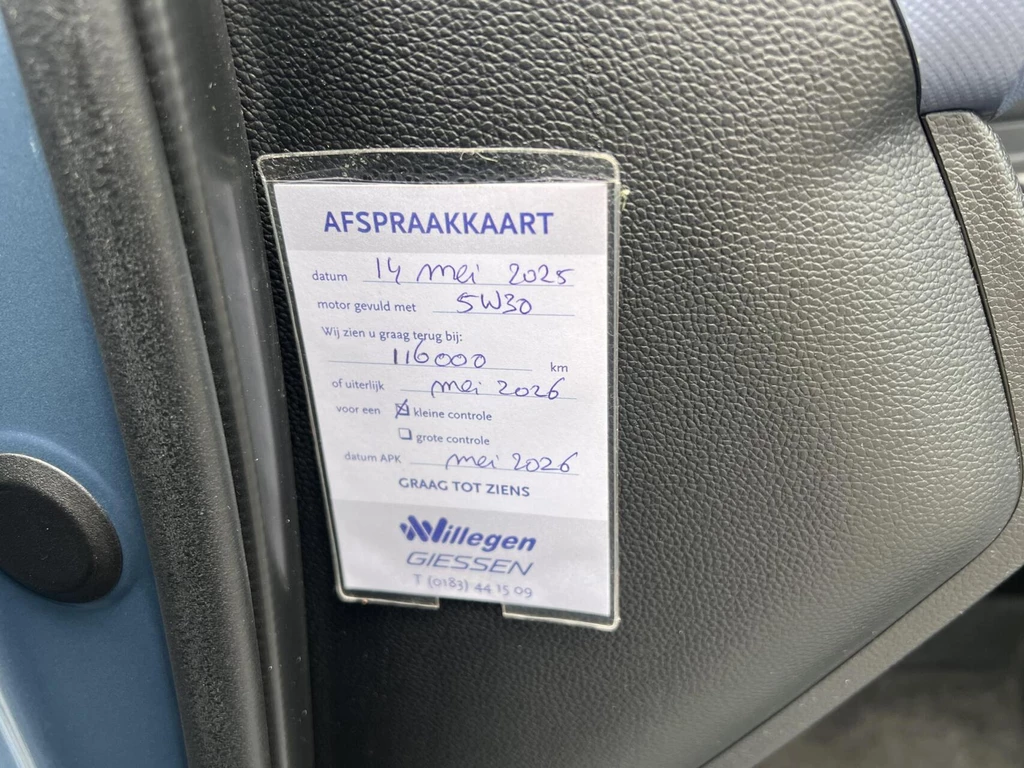 AFSPRAAKKAART
datum 14 mei 2025
motor gevuld met 5W30
Wij zien u graag terug bij:
116000 km
of uiterlijk mei 2026
voor een kleine controle
grote controle
datum APK mei 2026
GRAAG TOT ZIENS
Willegen
GIESSEN
T (0183) 44 15 09